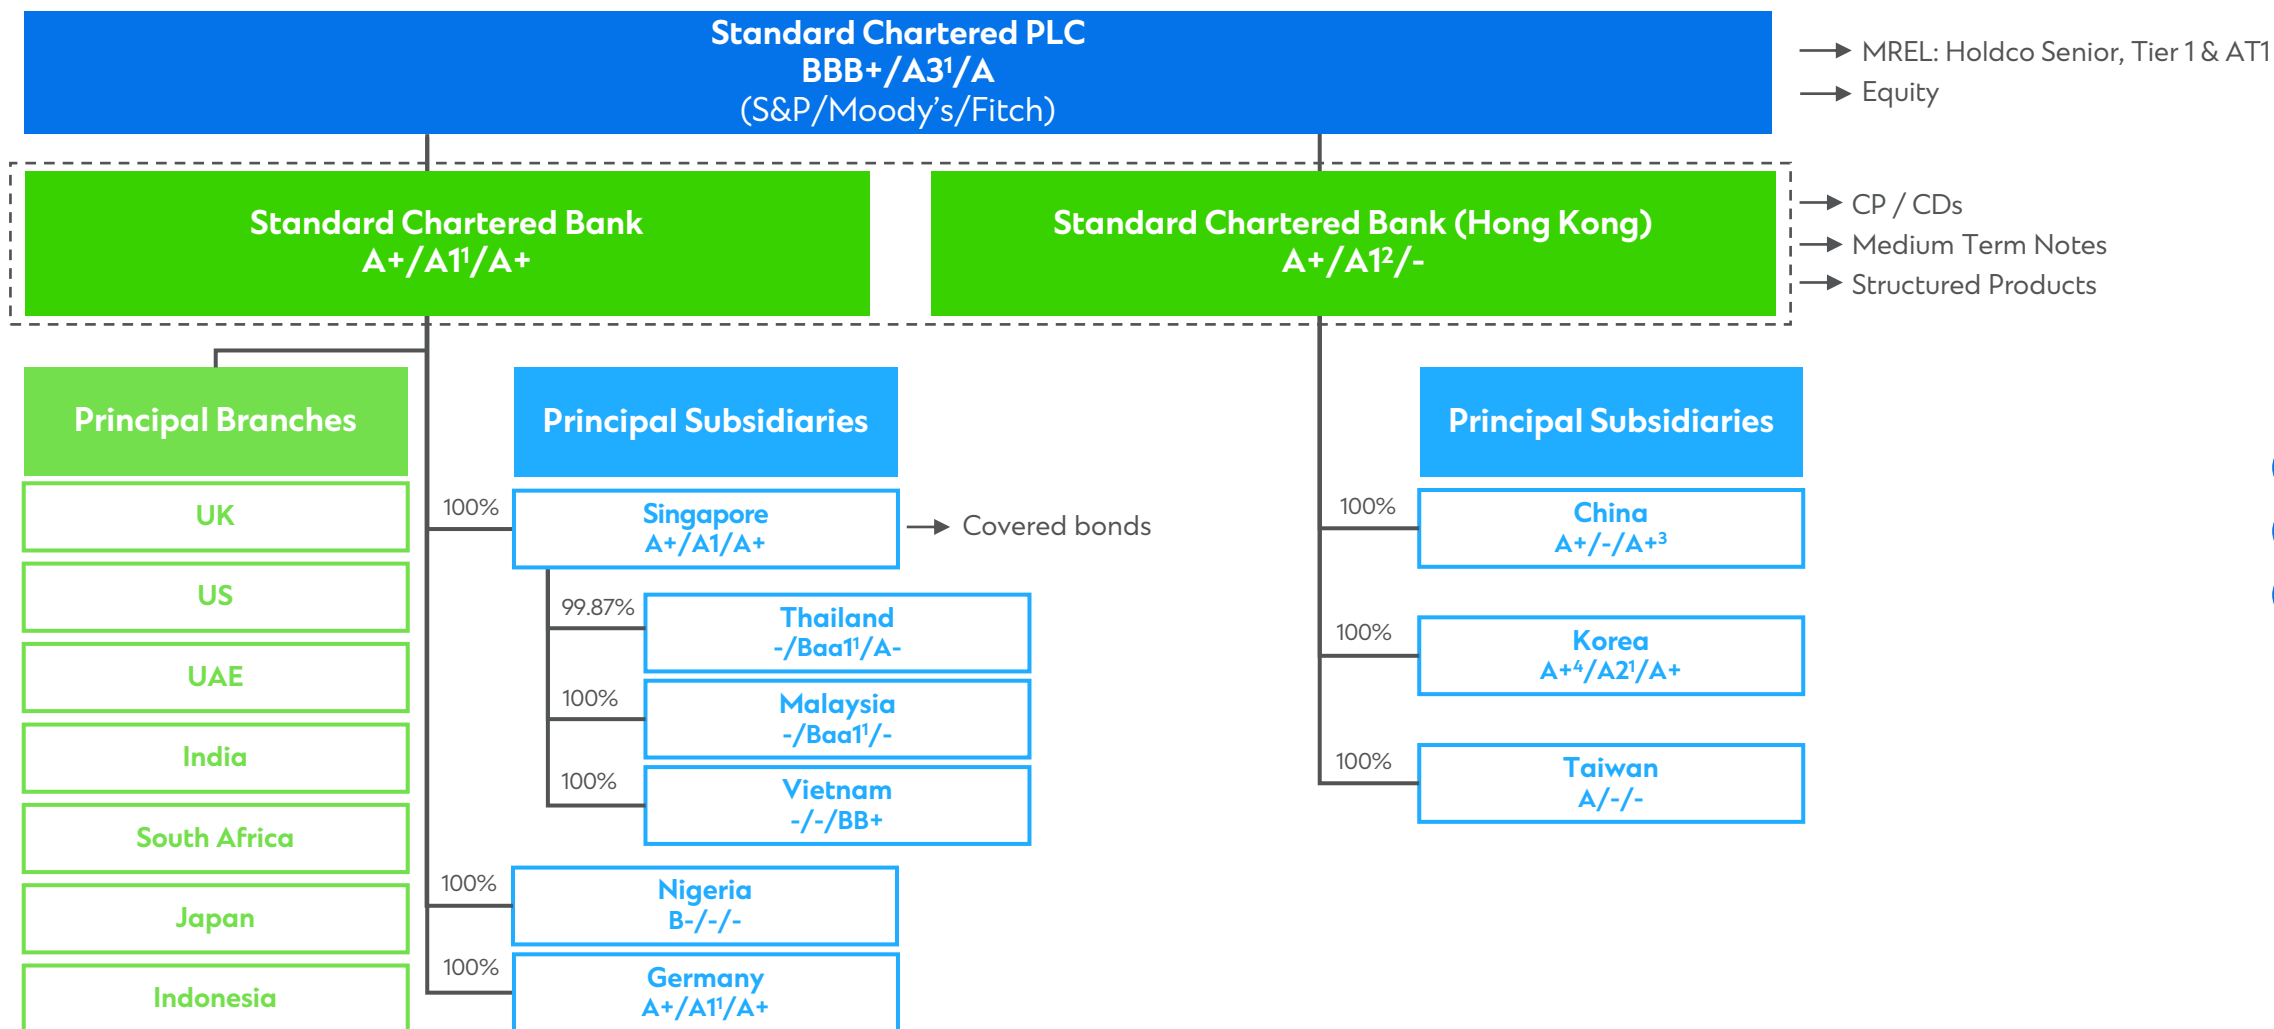 Standard Chartered PLC
BBB+/A3¹/A
(S&P/Moody’s/Fitch)
MREL: Holdco Senior, Tier 1 & AT1
Equity
Standard Chartered Bank
A+/A1¹/A+
Standard Chartered Bank (Hong Kong)
A+/A1²/-
CP / CDs
Medium Term Notes
Structured Products
Principal Branches
UK
US
UAE
India
South Africa
Japan
Indonesia
Principal Subsidiaries
100%
Singapore
A+/A1/A+
Covered bonds
99.87%
Thailand
-/Baa1¹/A-
100%
Malaysia
-/Baa1¹/-
100%
Vietnam
-/-/BB+
100%
Nigeria
B-/-/-
100%
Germany
A+/A1¹/A+
Principal Subsidiaries
100%
China
A+/-/A+³
100%
Korea
A+⁴/A2¹/A+
100%
Taiwan
A/-/-